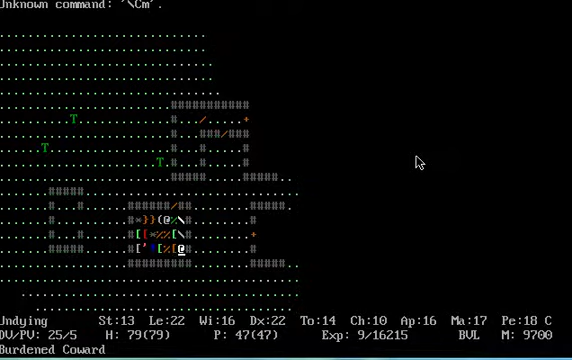 Unknown command: '\Cm'.
...........................
...........................
............................
............................
.............................
......................###########
.........T............#.../.....+
......................#...###/###
.....T................#...#.....#
....................T.#...#.....#
......................#####....#####..
.......................................
......#####......######/##.......#####.
......#...#......#*}}(@%\#.......#
......#...#......#[[*%%[\#.......+
......#####......#['■[%[@#.......#
.................#########.......#####..
.......................................
...................................
.................................
Undying St:13 Le:22 Wi:16 Dx:22 To:14 Ch:10 Ap:16 Ma:17 Pe:18 C
DV/PV: 25/5 H: 79(79) P: 47(47) Exp: 9/16215 BVL M: 9700
Burdened Coward